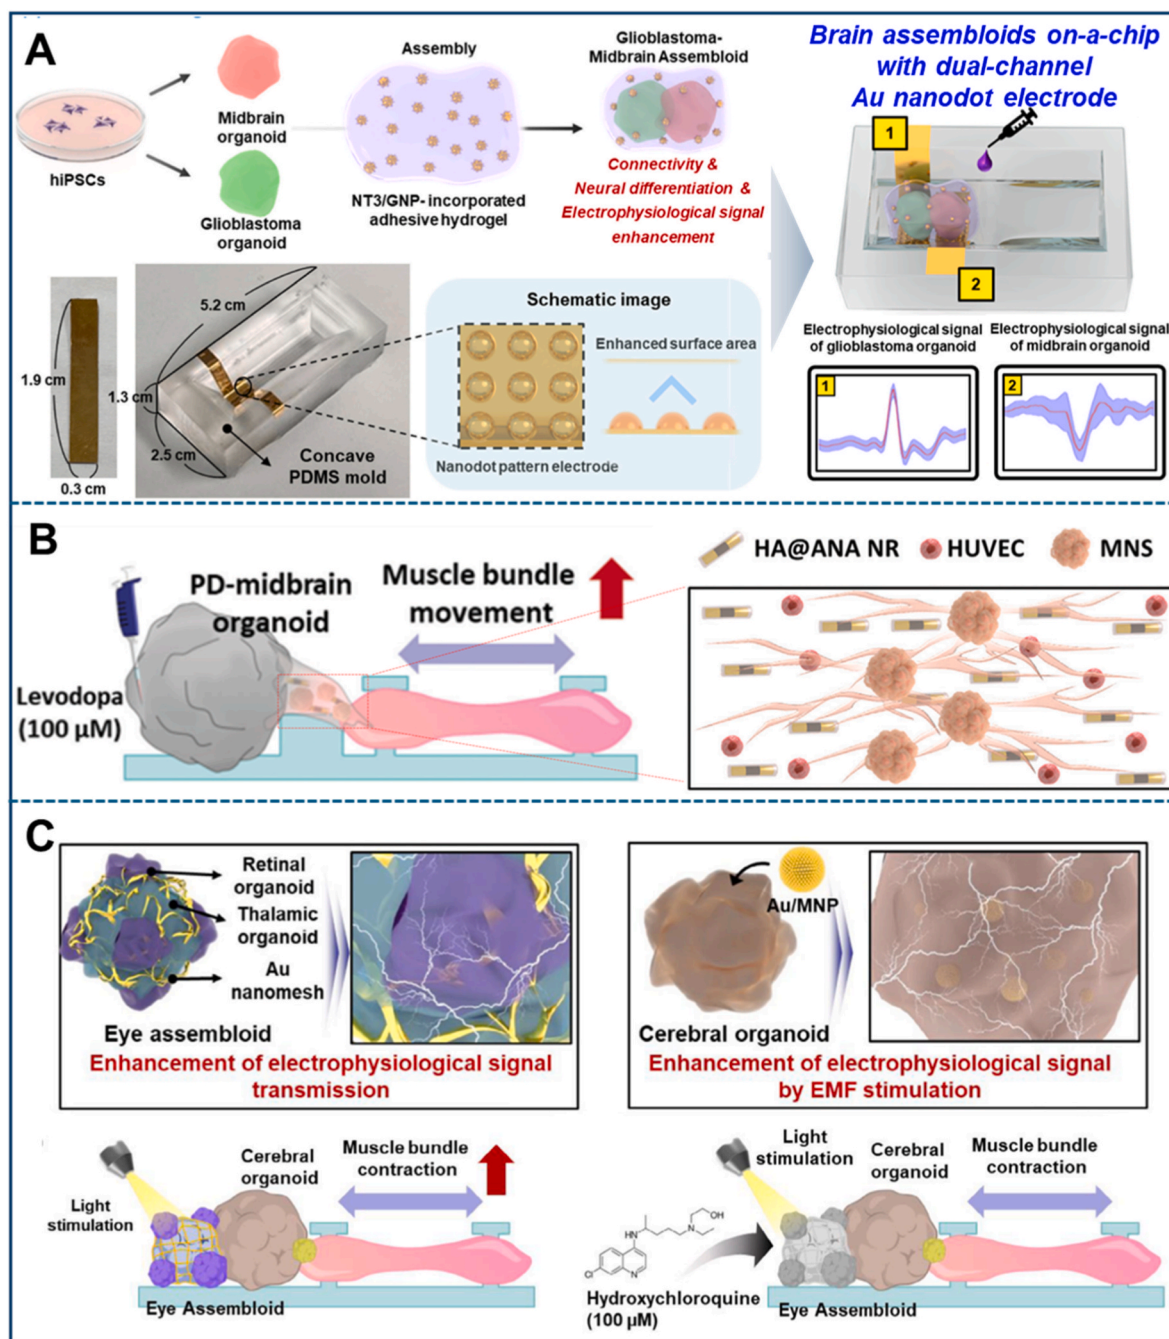 A
Midbrain
organoid
hiPSCs
Glioblastoma
organoid
Assembly
NT3/GNP- incorporated
adhesive hydrogel
Glioblastoma-
Midbrain Assembloid
Connectivity &
Neural differentiation &
Electrophysiological signal
enhancement
Brain assembloids on-a-chip
with dual-channel
Au nanodot electrode
1
2
Electrophysiological signal
of glioblastoma organoid
1
Electrophysiological signal
of midbrain organoid
2
1.9 cm
0.3 cm
5.2 cm
1.3 cm
2.5 cm
Concave
PDMS mold
Schematic image
Enhanced surface area
Nanodot pattern electrode
B
PD-midbrain
organoid
Muscle bundle
movement
Levodopa
(100 µM)
HA@ANA NR
HUVEC
MNS
C
Retinal
organoid
Thalamic
organoid
Au
nanomesh
Eye assembloid
Enhancement of electrophysiological signal
transmission
Au/MNP
Cerebral organoid
Enhancement of electrophysiological signal
by EMF stimulation
Light
stimulation
Cerebral
organoid
Muscle bundle
contraction
Eye Assembloid
Light
stimulation
Cerebral
organoid
Muscle bundle
contraction
OH
N
HN
Cl
N
Hydroxychloroquine
(100 µM)
Eye Assembloid